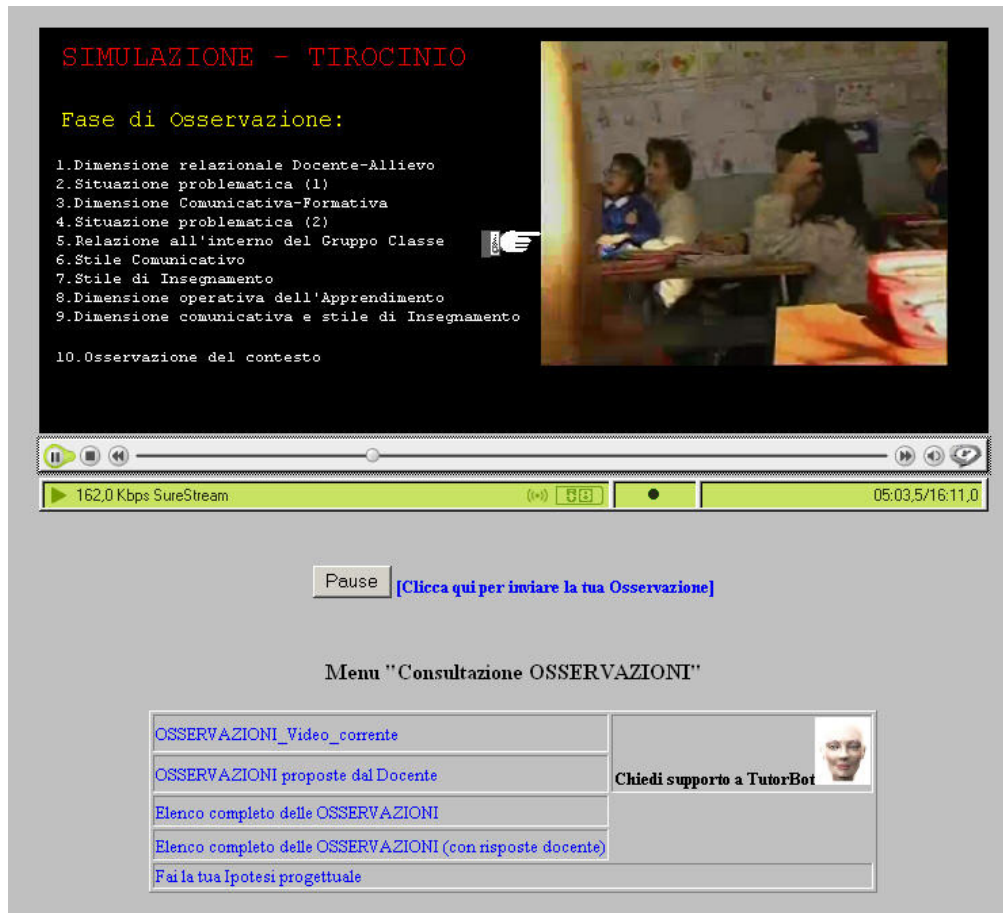 SIMULAZIONE - TIROCINIO
Fase di Osservazione:
1.Dimensione relazionale Docente-Allievo
2.Situazione problematica (1)
3.Dimensione Comunicativa-Formativa
4.Situazione problematica (2)
5.Relazione all'interno del Gruppo Classe
6.Stile Comunicativo
7.Stile di Insegnamento
8.Dimensione operativa dell'Apprendimento
9.Dimensione comunicativa e stile di Insegnamento
10.Osservazione del contesto
162,0 Kbps SureStream 05:03,5/16:11,0
Pause [Clicca qui per inviare la tua Osservazione]
Menu "Consultazione OSSERVAZIONI"
OSSERVAZIONI_Video_corrente
OSSERVAZIONI proposte dal Docente
Chiedi supporto a TutorBot
Elenco completo delle OSSERVAZIONI
Elenco completo delle OSSERVAZIONI (con risposte docente)
Fai la tua Ipotesi progettuale